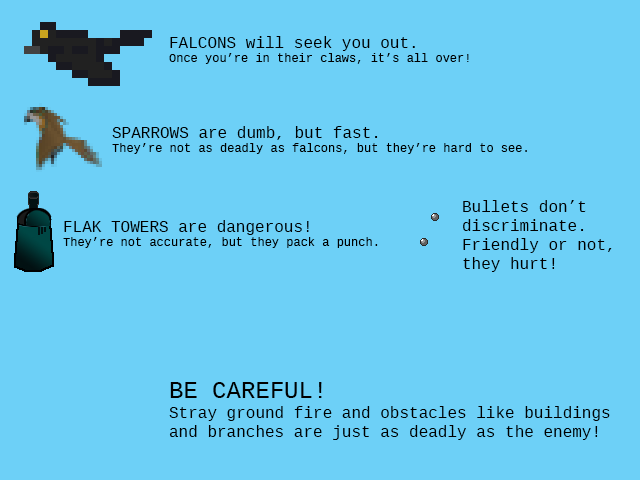 FALCONS will seek you out.
Once you’re in their claws, it’s all over!
SPARROWS are dumb, but fast.
They’re not as deadly as falcons, but they’re hard to see.
FLAK TOWERS are dangerous!
They’re not accurate, but they pack a punch.
Bullets don’t
discriminate.
Friendly or not,
they hurt!
BE CAREFUL!
Stray ground fire and obstacles like buildings
and branches are just as deadly as the enemy!